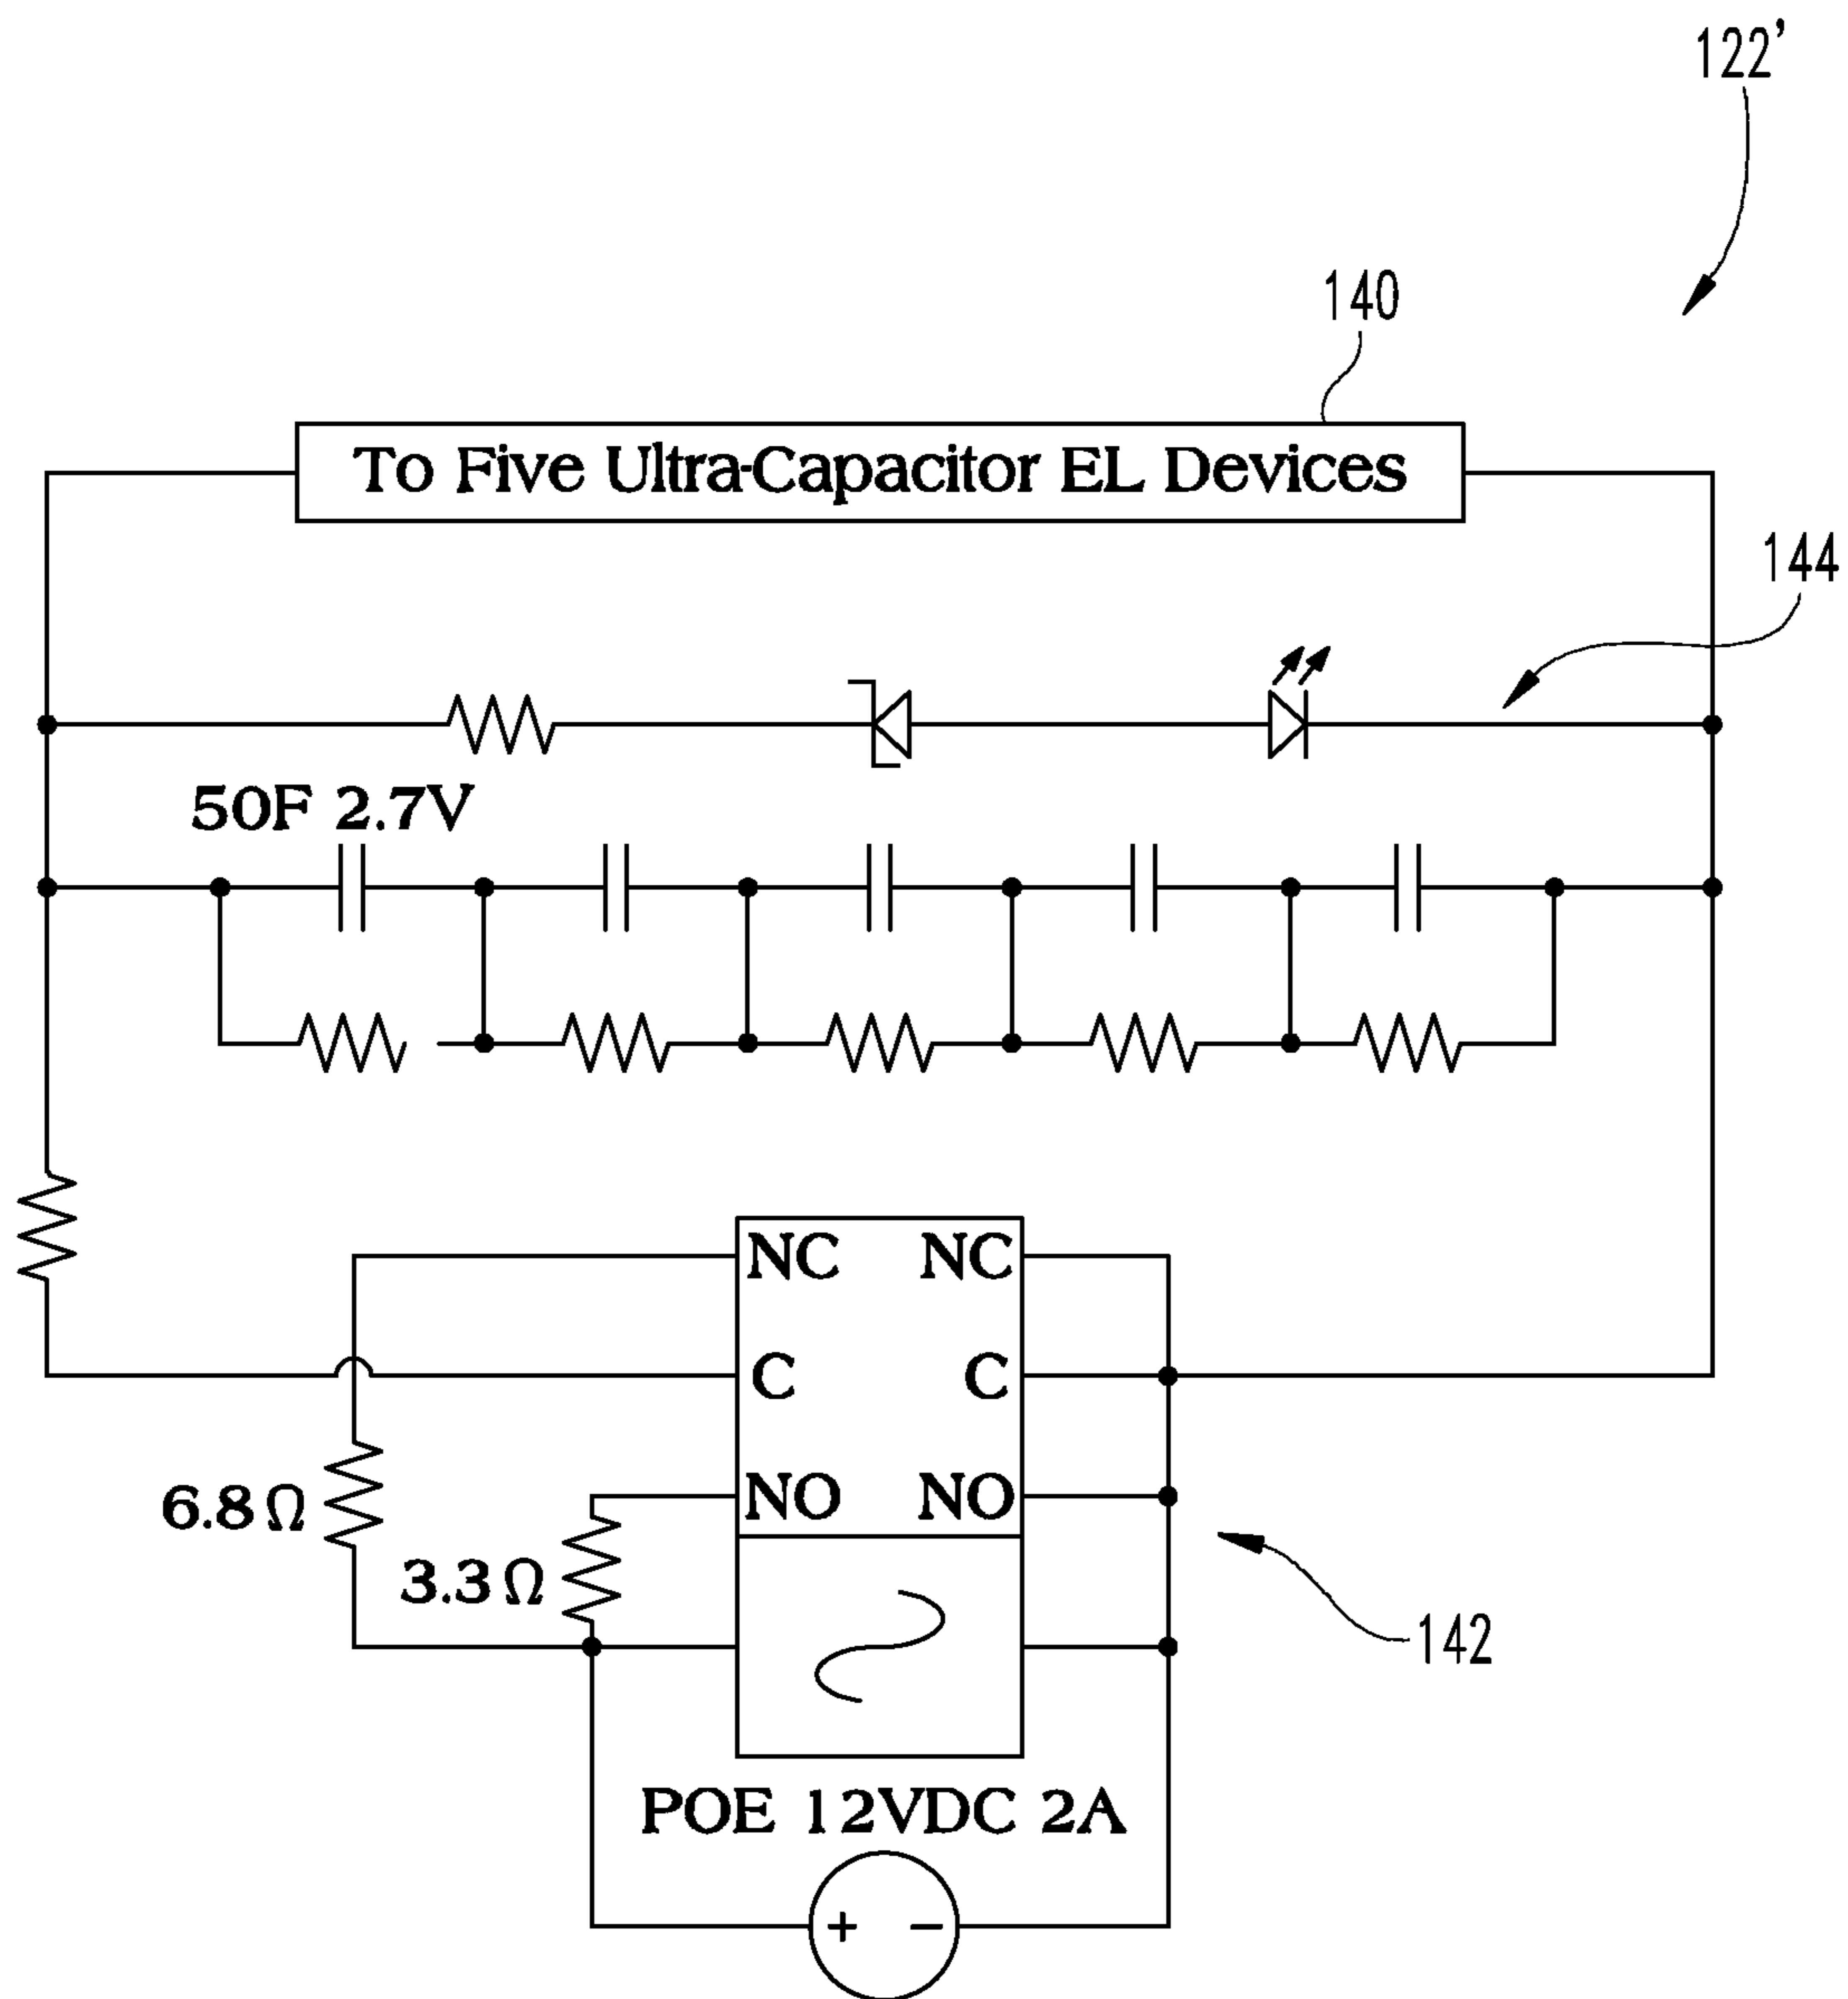 122'
140
To Five Ultra-Capacitor EL Devices
144
50F 2.7V
NC NC
C C
NO NO
6.8Ω
3.3Ω
142
POE 12VDC 2A
+ −